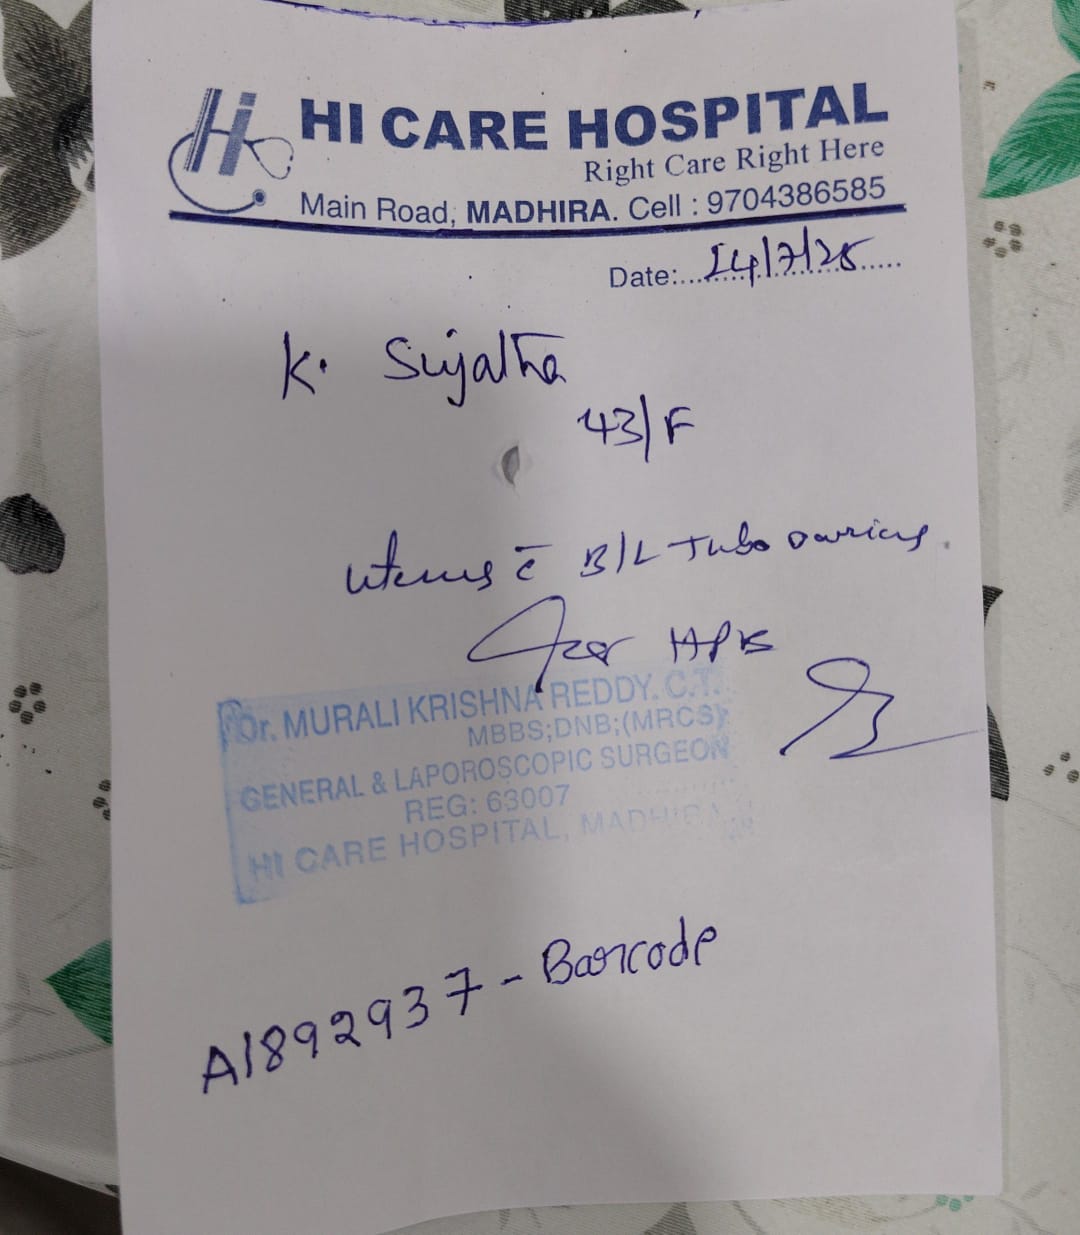 Hi
HI CARE HOSPITAL
Right Care Right Here
Main Road, MADHIRA. Cell : 9704386585
Date:....14/7/25.....
K. Sujatha
43/F
Uterus c̄ B/L Tubo ovaries.
for HPE
Dr. MURALI KRISHNA REDDY. C.T.
MBBS;DNB;(MRCS)
GENERAL & LAPOROSCOPIC SURGEON
REG: 63007
HI CARE HOSPITAL, MADHIRA
A1892937 - Barcode